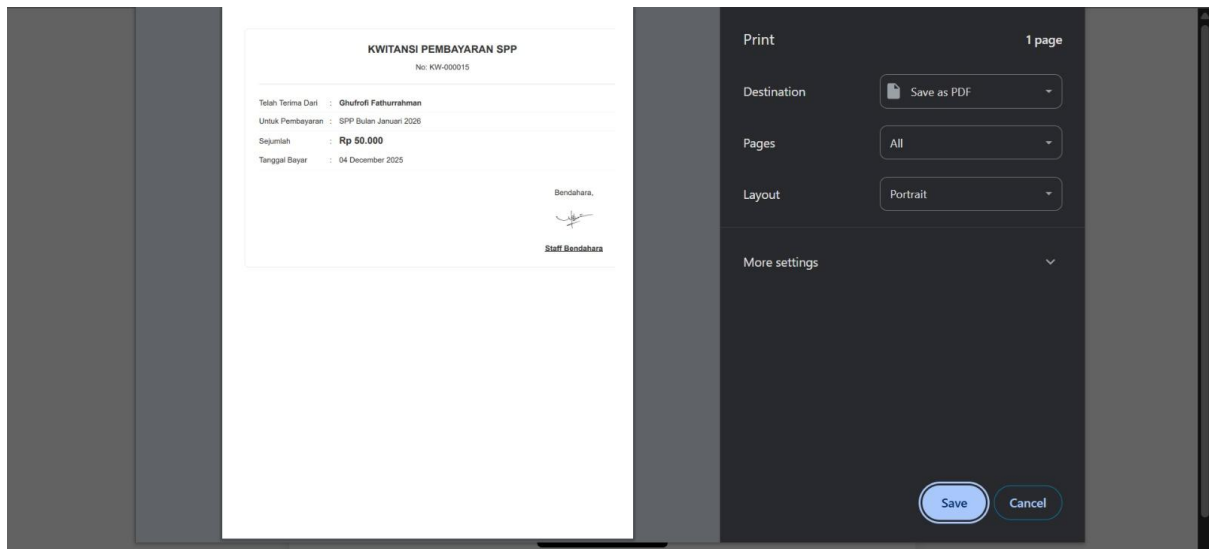 KWITANSI PEMBAYARAN SPP
No: KW-000015
Telah Terima Dari : Ghufrofi Fathurrahman
Untuk Pembayaran : SPP Bulan Januari 2026
Sejumlah : Rp 50.000
Tanggal Bayar : 04 December 2025
Bendahara,
Staff Bendahara
Print 1 page
Destination Save as PDF
Pages All
Layout Portrait
More settings
Save Cancel